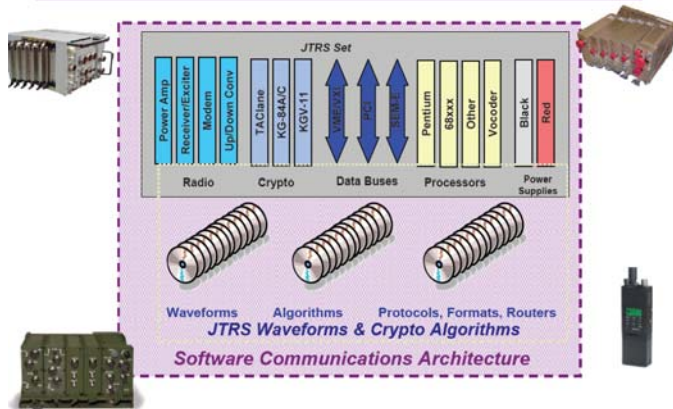 JTRS Set
Power Amp
Receiver/Exciter
Modem
Up/Down Conv
TAClane
KG-84A/C
KGV-11
VME/VXI
PCI
SEM-E
Pentium
68xxx
Other
Vocoder
Black
Red
Radio
Crypto
Data Buses
Processors
Power
Supplies
Waveforms
Algorithms
Protocols, Formats, Routers
JTRS Waveforms & Crypto Algorithms
Software Communications Architecture